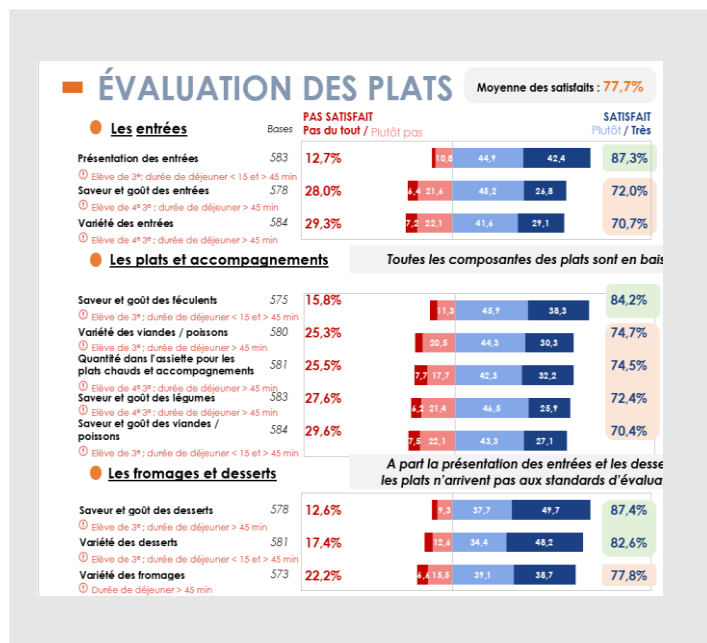 ÉVALUATION DES PLATS
Moyenne des satisfaits : 77,7%
Les entrées
Bases
PAS SATISFAIT
Pas du tout / Plutôt pas
SATISFAIT
Plutôt / Très
Présentation des entrées 583 12,7% 10,8 44,9 42,4 87,3%
Elève de 3ᵉ; durée de déjeuner < 15 et > 45 min
Saveur et goût des entrées 578 28,0% 6,4 21,6 45,2 26,8 72,0%
Elève de 4ᵉ 3ᵉ ; durée de déjeuner > 45 min
Variété des entrées 584 29,3% 7,2 22,1 41,6 29,1 70,7%
Elève de 4ᵉ 3ᵉ ; durée de déjeuner > 45 min
Les plats et accompagnements
Toutes les composantes des plats sont en bais
Saveur et goût des féculents 575 15,8% 11,3 45,9 38,3 84,2%
Elève de 3ᵉ ; durée de déjeuner < 15 et > 45 min
Variété des viandes / poissons 580 25,3% 20,5 44,3 30,3 74,7%
Elève de 3ᵉ ; durée de déjeuner > 45 min
Quantité dans l'assiette pour les
plats chauds et accompagnements 581 25,5% 7,7 17,7 42,3 32,2 74,5%
Elève de 4ᵉ 3ᵉ ; durée de déjeuner > 45 min
Saveur et goût des légumes 583 27,6% 6,2 21,4 46,5 25,9 72,4%
Elève de 4ᵉ 3ᵉ ; durée de déjeuner > 45 min
Saveur et goût des viandes /
poissons 584 29,6% 7,5 22,1 43,3 27,1 70,4%
Elève de 3ᵉ ; durée de déjeuner < 15 et > 45 min
Les fromages et desserts
A part la présentation des entrées et les desse
les plats n'arrivent pas aux standards d'évalua
Saveur et goût des desserts 578 12,6% 9,3 37,7 49,7 87,4%
Elève de 3ᵉ ; durée de déjeuner > 45 min
Variété des desserts 581 17,4% 12,6 34,4 48,2 82,6%
Elève de 3ᵉ ; durée de déjeuner < 15 et > 45 min
Variété des fromages 573 22,2% 6,6 15,5 39,1 38,7 77,8%
Durée de déjeuner > 45 min